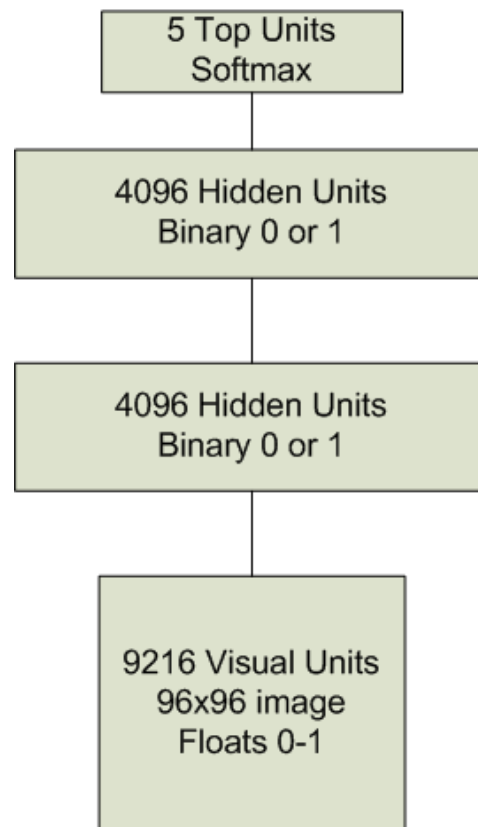 5 Top Units
Softmax
4096 Hidden Units
Binary 0 or 1
4096 Hidden Units
Binary 0 or 1
9216 Visual Units
96x96 image
Floats 0-1